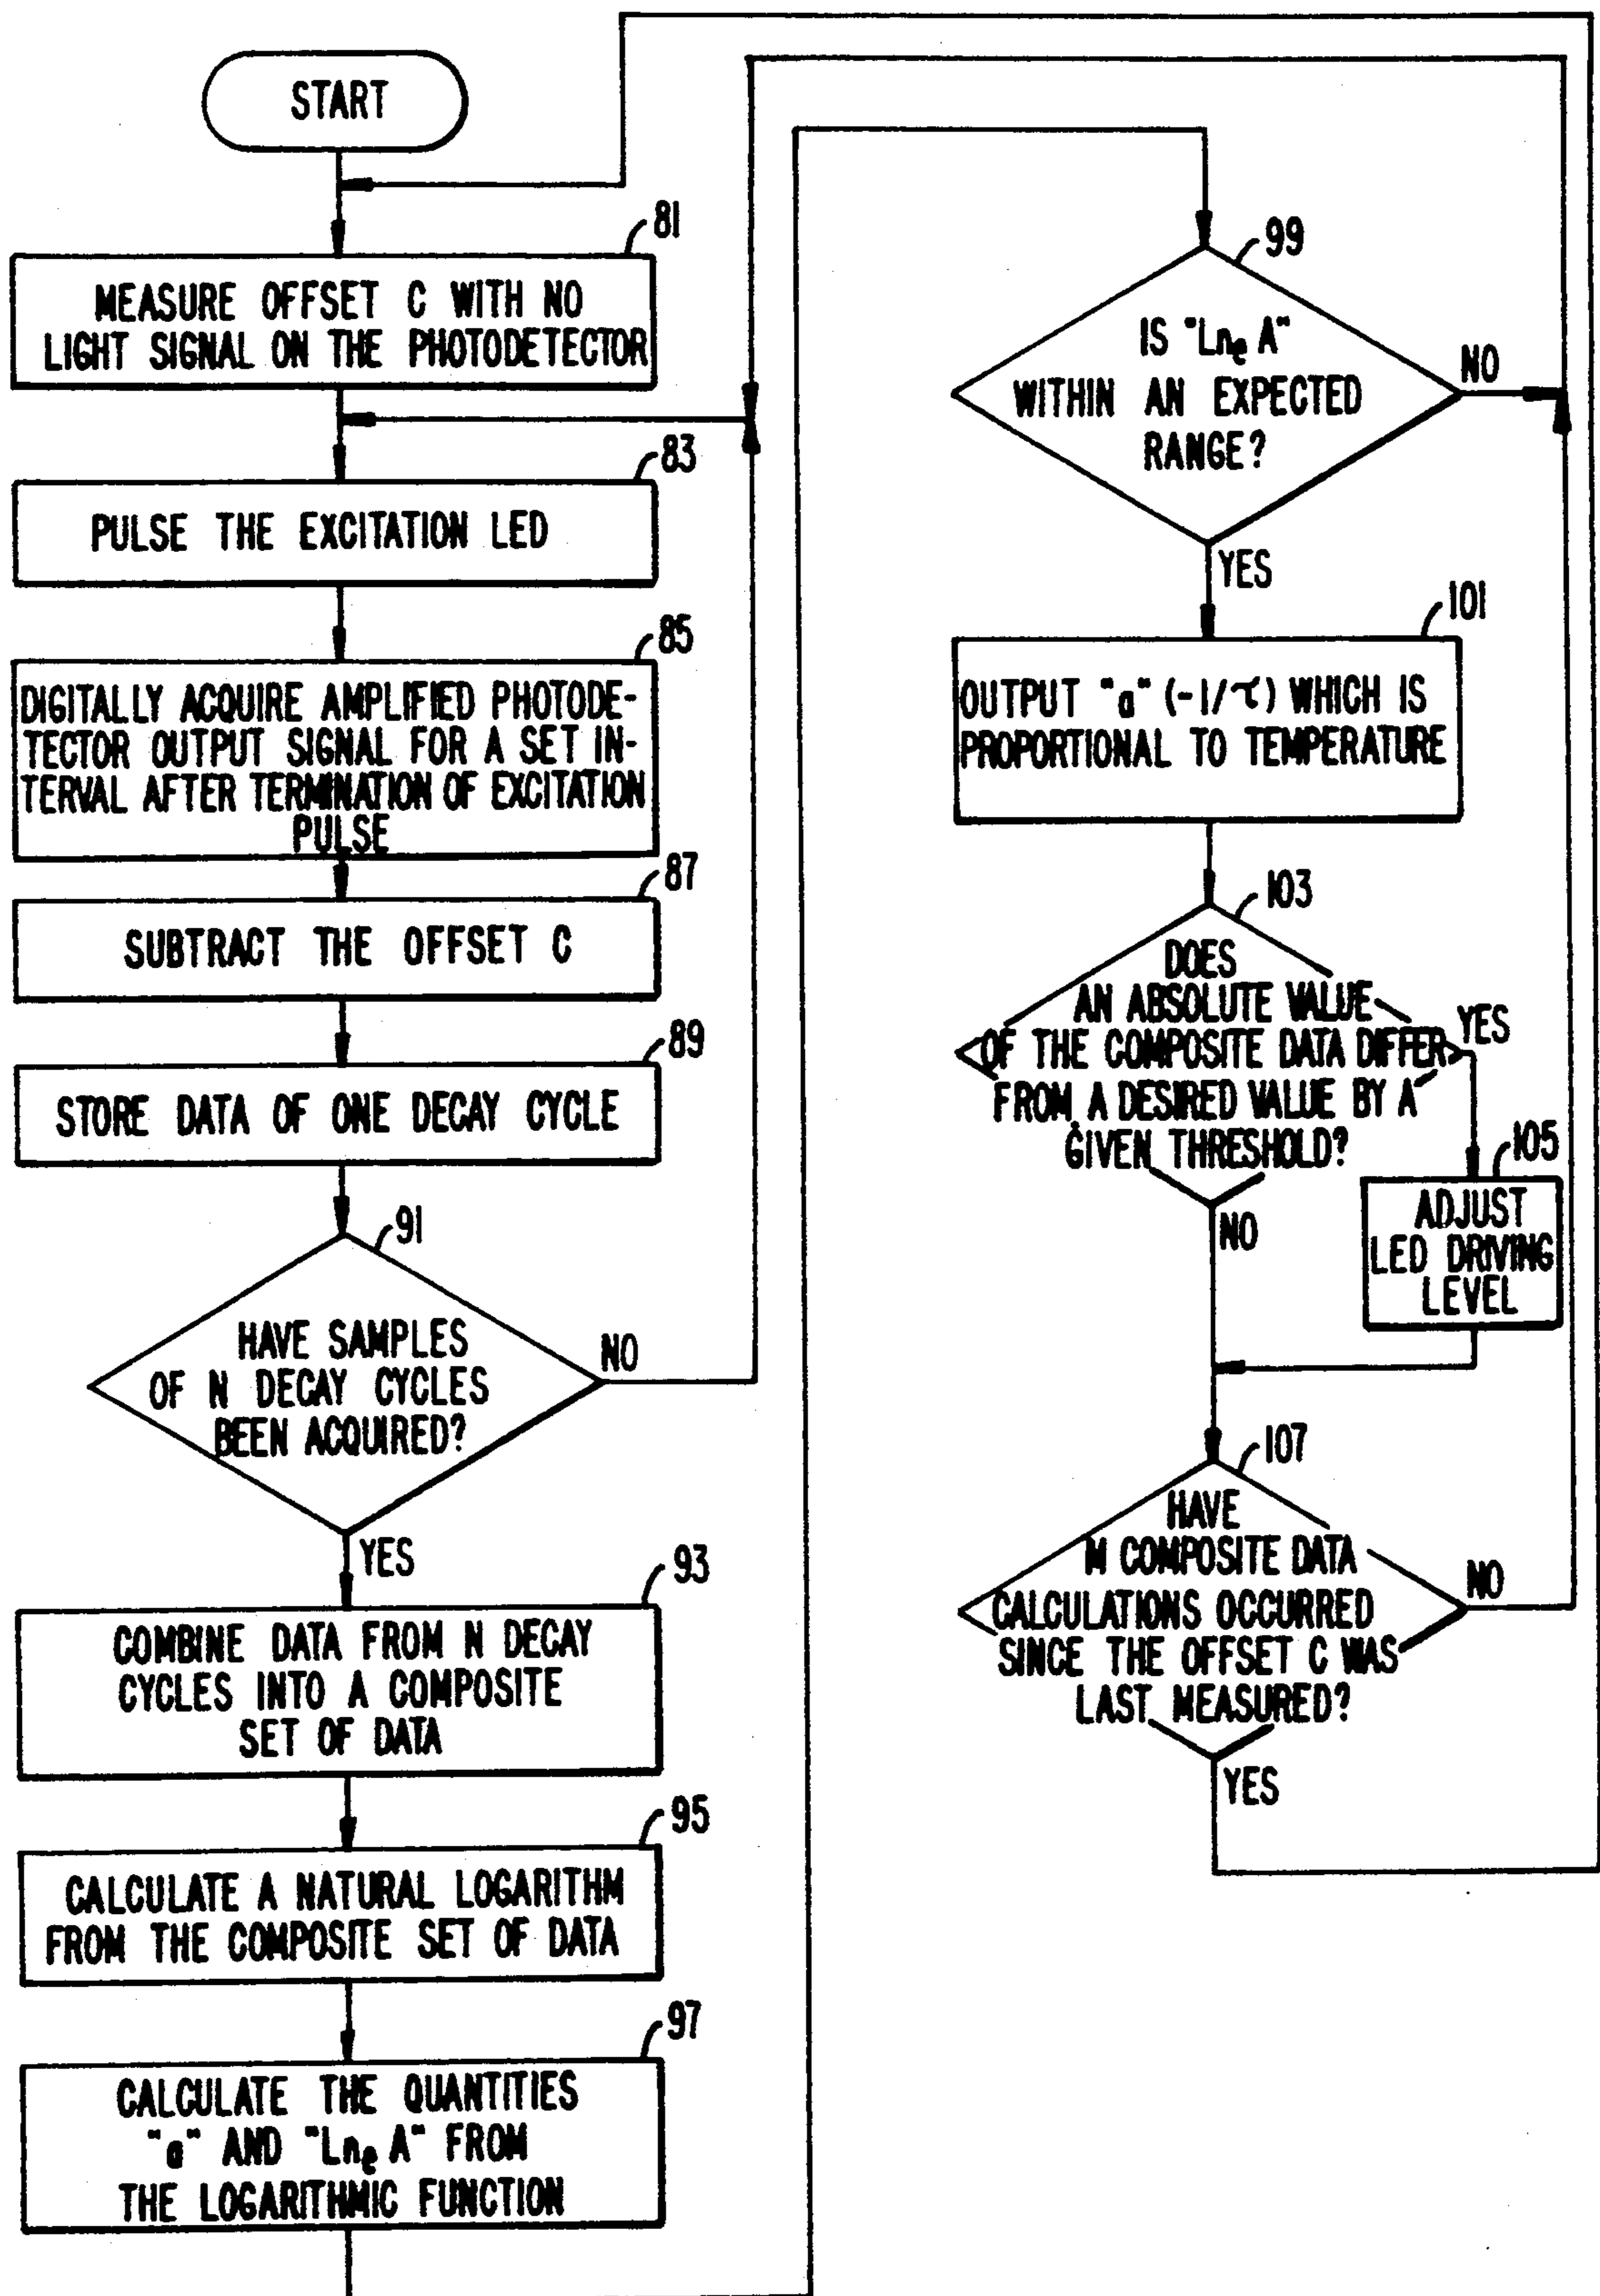 START
81
MEASURE OFFSET C WITH NO
LIGHT SIGNAL ON THE PHOTODETECTOR
83
PULSE THE EXCITATION LED
85
DIGITALLY ACQUIRE AMPLIFIED PHOTODE-
TECTOR OUTPUT SIGNAL FOR A SET IN-
TERVAL AFTER TERMINATION OF EXCITATION
PULSE
87
SUBTRACT THE OFFSET C
89
STORE DATA OF ONE DECAY CYCLE
91
HAVE SAMPLES
OF N DECAY CYCLES
BEEN ACQUIRED?
NO
YES
93
COMBINE DATA FROM N DECAY
CYCLES INTO A COMPOSITE
SET OF DATA
95
CALCULATE A NATURAL LOGARITHM
FROM THE COMPOSITE SET OF DATA
97
CALCULATE THE QUANTITIES
"a" AND "Lnₑ A" FROM
THE LOGARITHMIC FUNCTION
99
IS "Lnₑ A"
WITHIN AN EXPECTED
RANGE?
NO
YES
101
OUTPUT "a" (-1/τ) WHICH IS
PROPORTIONAL TO TEMPERATURE
103
DOES
AN ABSOLUTE VALUE
OF THE COMPOSITE DATA DIFFER
FROM A DESIRED VALUE BY A
GIVEN THRESHOLD?
YES
NO
105
ADJUST
LED DRIVING
LEVEL
107
HAVE
M COMPOSITE DATA
CALCULATIONS OCCURRED
SINCE THE OFFSET C WAS
LAST MEASURED?
NO
YES